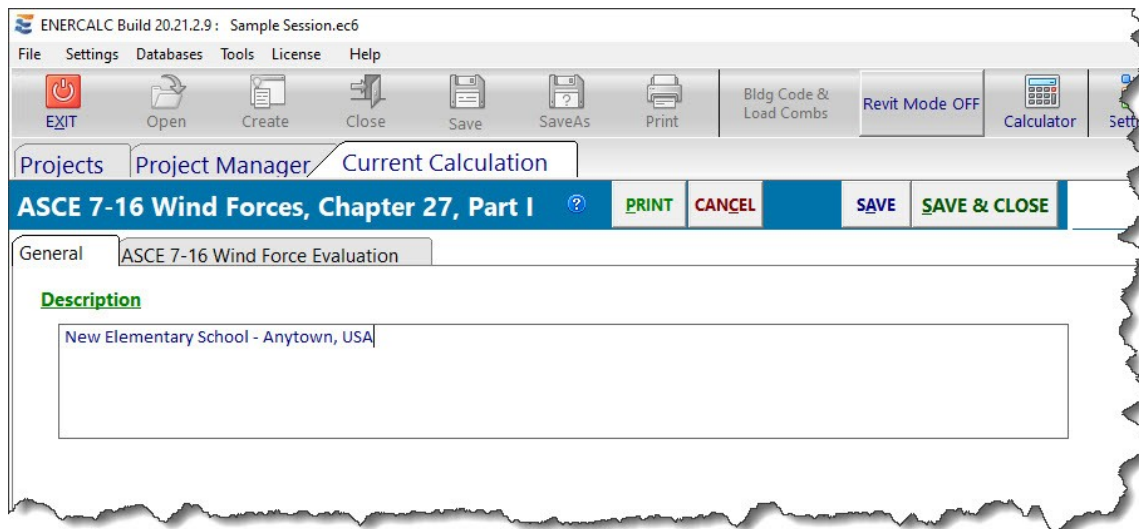 ENERCALC Build 20.21.2.9 : Sample Session.ec6
File Settings Databases Tools License Help
EXIT Open Create Close Save SaveAs Print Bldg Code & Load Combs Revit Mode OFF Calculator
Projects Project Manager Current Calculation
ASCE 7-16 Wind Forces, Chapter 27, Part I ? PRINT CANCEL SAVE SAVE & CLOSE
General ASCE 7-16 Wind Force Evaluation
Description
New Elementary School - Anytown, USA